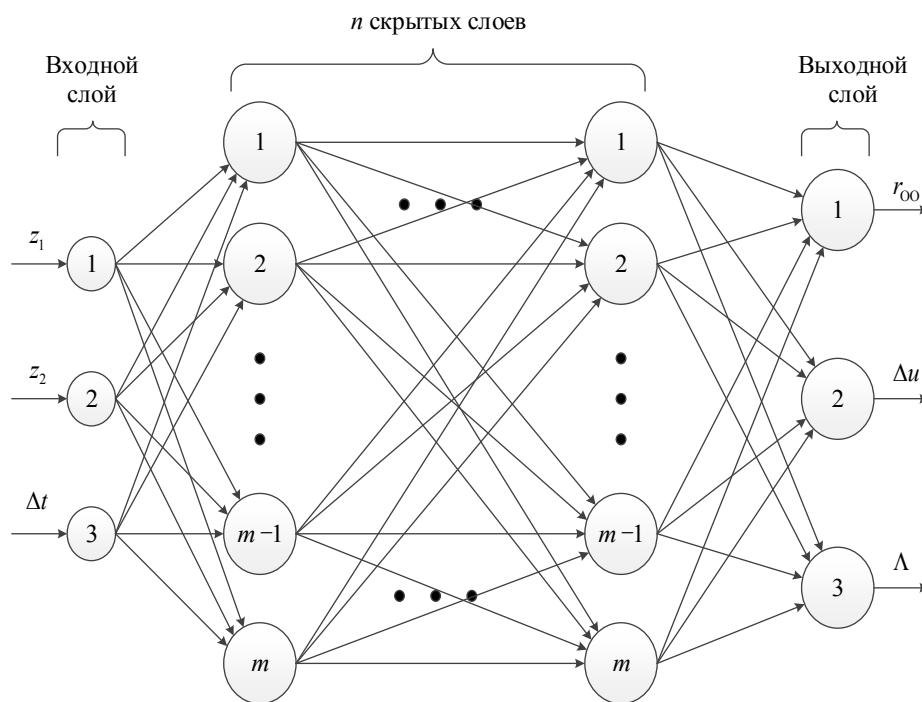 n скрытых слоев
Входной
слой
Выходной
слой
1
1
r_OO
1
z₁
1
2
2
z₂
2
Δu
2
Δt
3
m−1
m−1
Λ
3
m
m